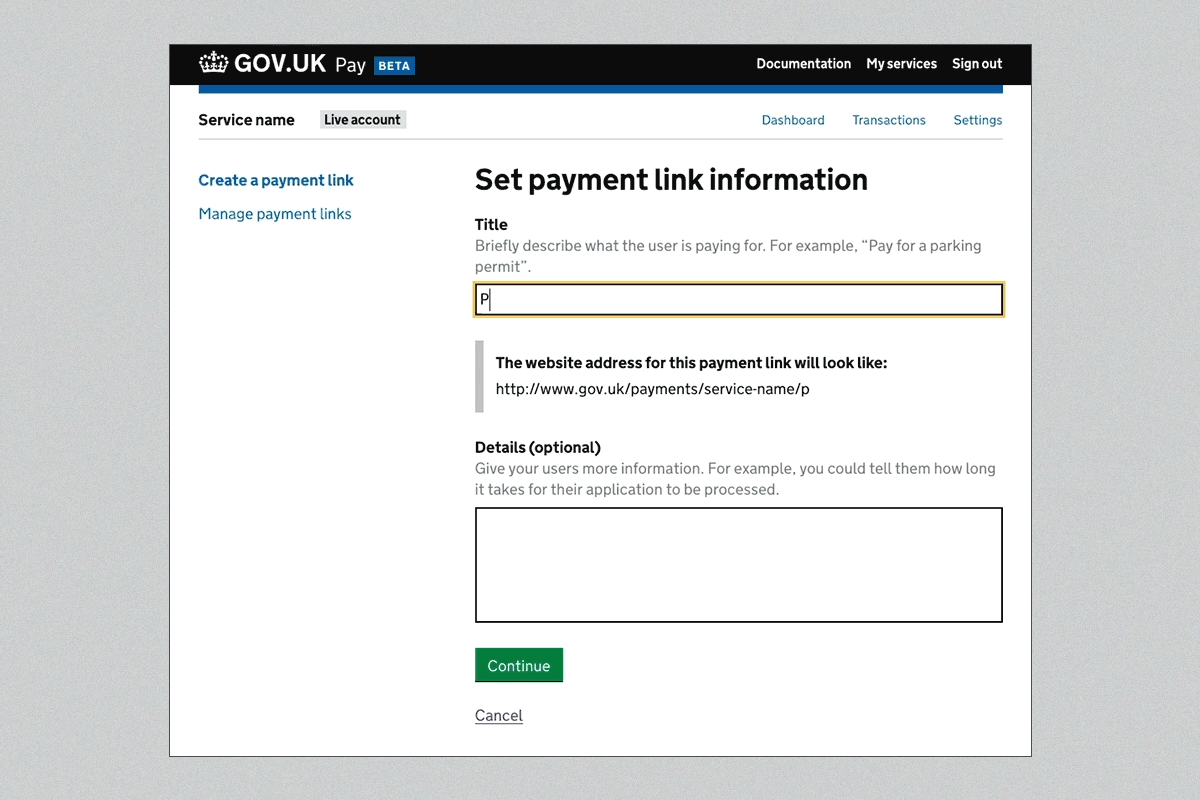 GOV.UK Pay BETA
Documentation My services Sign out
Service name Live account
Dashboard Transactions Settings
Create a payment link
Manage payment links
Set payment link information
Title
Briefly describe what the user is paying for. For example, “Pay for a parking
permit”.
P
The website address for this payment link will look like:
http://www.gov.uk/payments/service-name/p
Details (optional)
Give your users more information. For example, you could tell them how long
it takes for their application to be processed.
Continue
Cancel